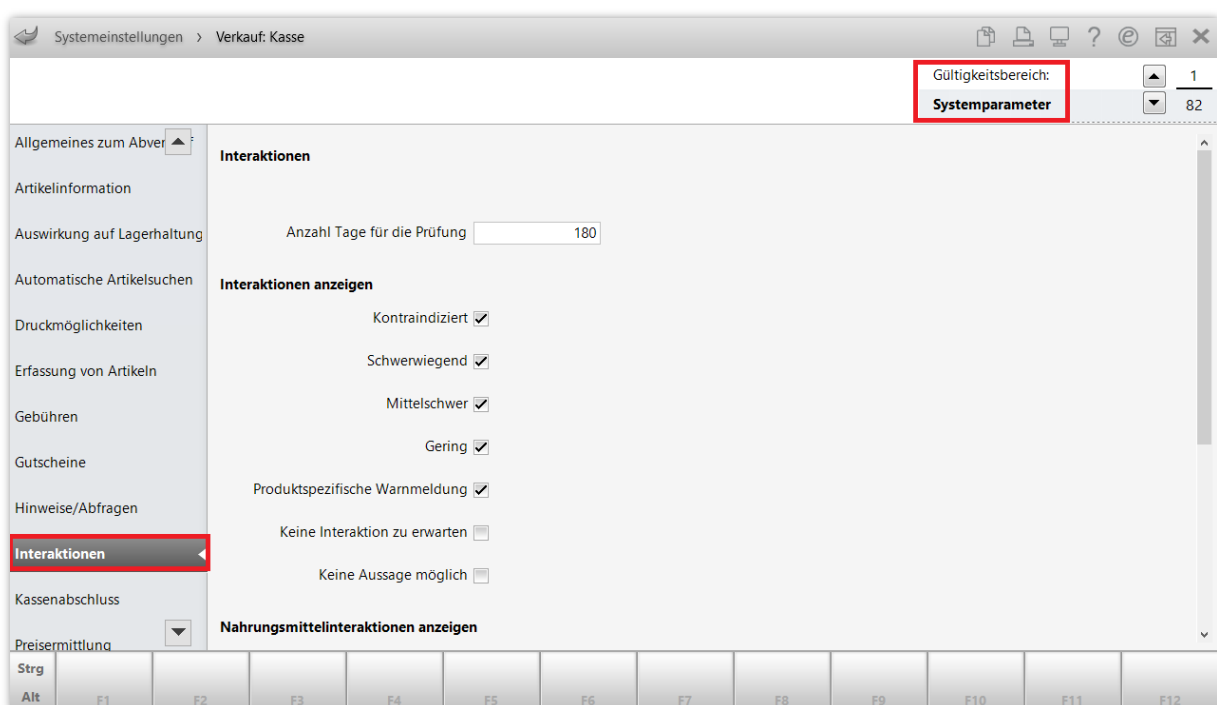 Systemeinstellungen > Verkauf: Kasse
Gültigkeitsbereich:
1
Systemparameter
82
Allgemeines zum
Artikelinformation
Auswirkung auf Lagerhaltung
Automatische Artikelsuchen
Druckmöglichkeiten
Erfassung von Artikeln
Gebühren
Gutscheine
Hinweise/Abfragen
Interaktionen
Kassenabschluss
Preisermittlung
Interaktionen
Anzahl Tage für die Prüfung 180
Interaktionen anzeigen
Kontraindiziert
Schwerwiegend
Mittelschwer
Gering
Produktspezifische Warnmeldung
Keine Interaktion zu erwarten
Keine Aussage möglich
Nahrungsmittelinteraktionen anzeigen
Strg
Alt F1 F2 F3 F4 F5 F6 F7 F8 F9 F10 F11 F12